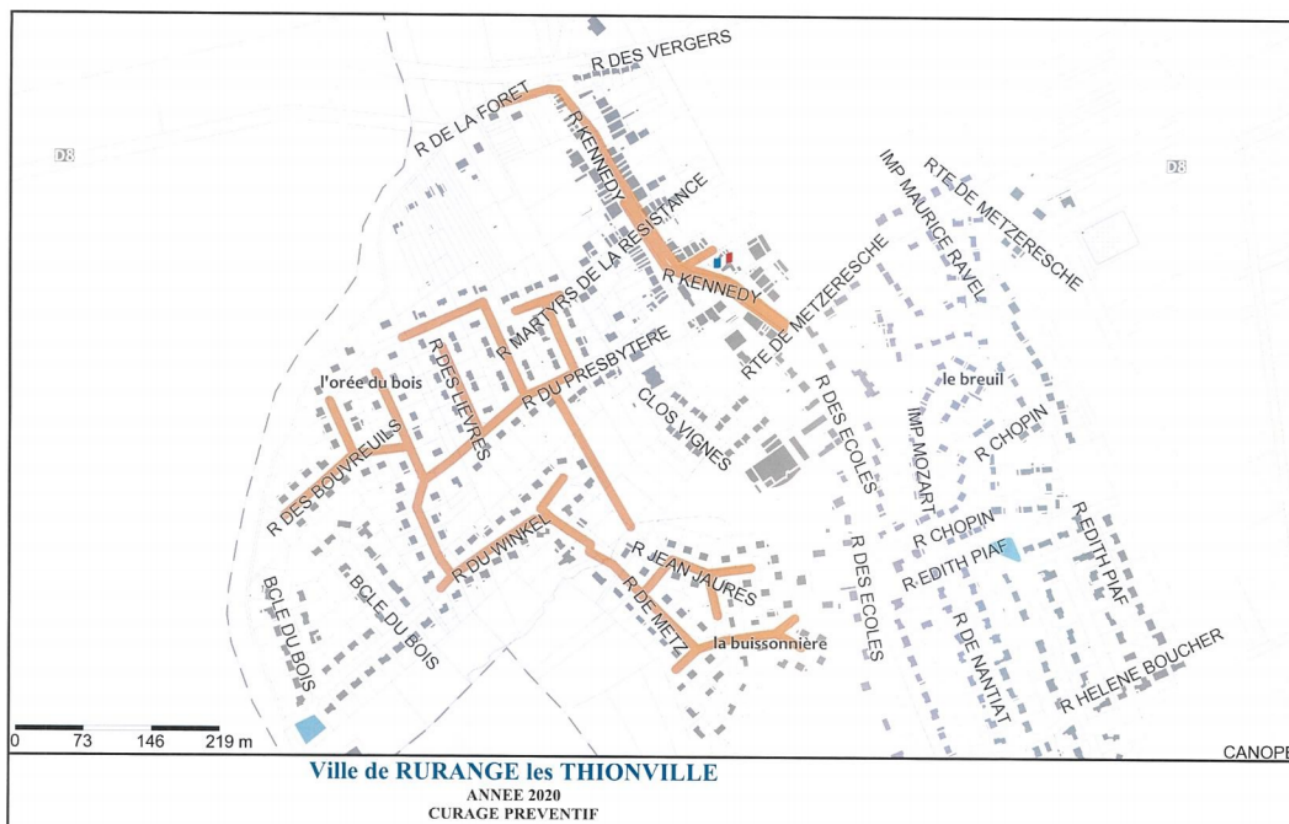 R DES VERGERS
R DE LA FORET
R KENNEDY
D8
D8
IMP MAURICE RAVEL
RTE DE METZERESCHE
R MARTYRS DE LA RESISTANCE
R KENNEDY
RTE DE METZERESCHE
R DES LIEVRES
R DU PRESBYTERE
l'orée du bois
CLOS VIGNES
R DES ECOLES
le breuil
IMP MOZART
R CHOPIN
R DES BOUVREUILS
R DU WINKEL
R CHOPIN
R EDITH PIAF
R EDITH PIAF
R JEAN JAURES
R DES ECOLES
BCLE DU BOIS
BCLE DU BOIS
R DE METZ
la buissonnière
R DE NANTIAT
R HELENE BOUCHER
0 73 146 219 m
CANOPE
Ville de RURANGE les THIONVILLE
ANNEE 2020
CURAGE PREVENTIF